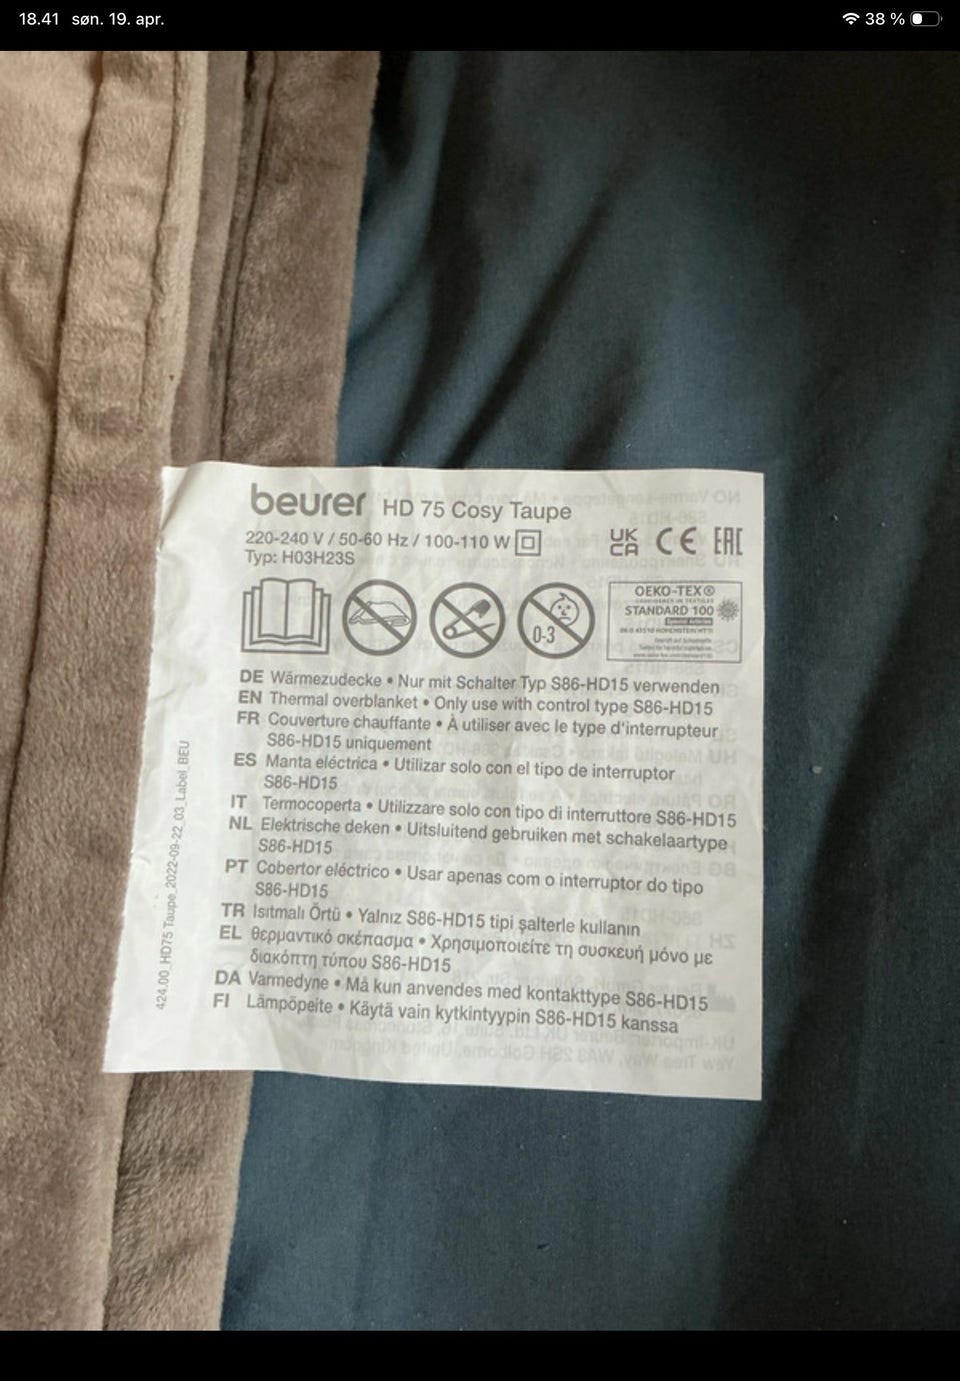 18.41 søn. 19. apr.
38 %
beurer HD 75 Cosy Taupe
220-240 V / 50-60 Hz / 100-110 W
Typ: H03H23S
UK
CA
CE
EAC
0-3
OEKO-TEX®
CONFIDENCE IN TEXTILES
STANDARD 100
Special Articles
DE Wärmezudecke • Nur mit Schalter Typ S86-HD15 verwenden
EN Thermal overblanket • Only use with control type S86-HD15
FR Couverture chauffante • À utiliser avec le type d'interrupteur
S86-HD15 uniquement
ES Manta eléctrica • Utilizar solo con el tipo de interruptor
S86-HD15
IT Termocoperta • Utilizzare solo con tipo di interruttore S86-HD15
NL Elektrische deken • Uitsluitend gebruiken met schakelaartype
S86-HD15
PT Cobertor eléctrico • Usar apenas com o interruptor do tipo
S86-HD15
TR Isıtmalı Örtü • Yalnız S86-HD15 tipi şalterle kullanın
EL θερμαντικό σκέπασμα • Χρησιμοποιείτε τη συσκευή μόνο με
διακόπτη τύπου S86-HD15
DA Varmedyne • Må kun anvendes med kontakttype S86-HD15
FI Lämpöpeite • Käytä vain kytkintyypin S86-HD15 kanssa
424.00_HD75 Taupe_2022-09-22_03_Label_BEU